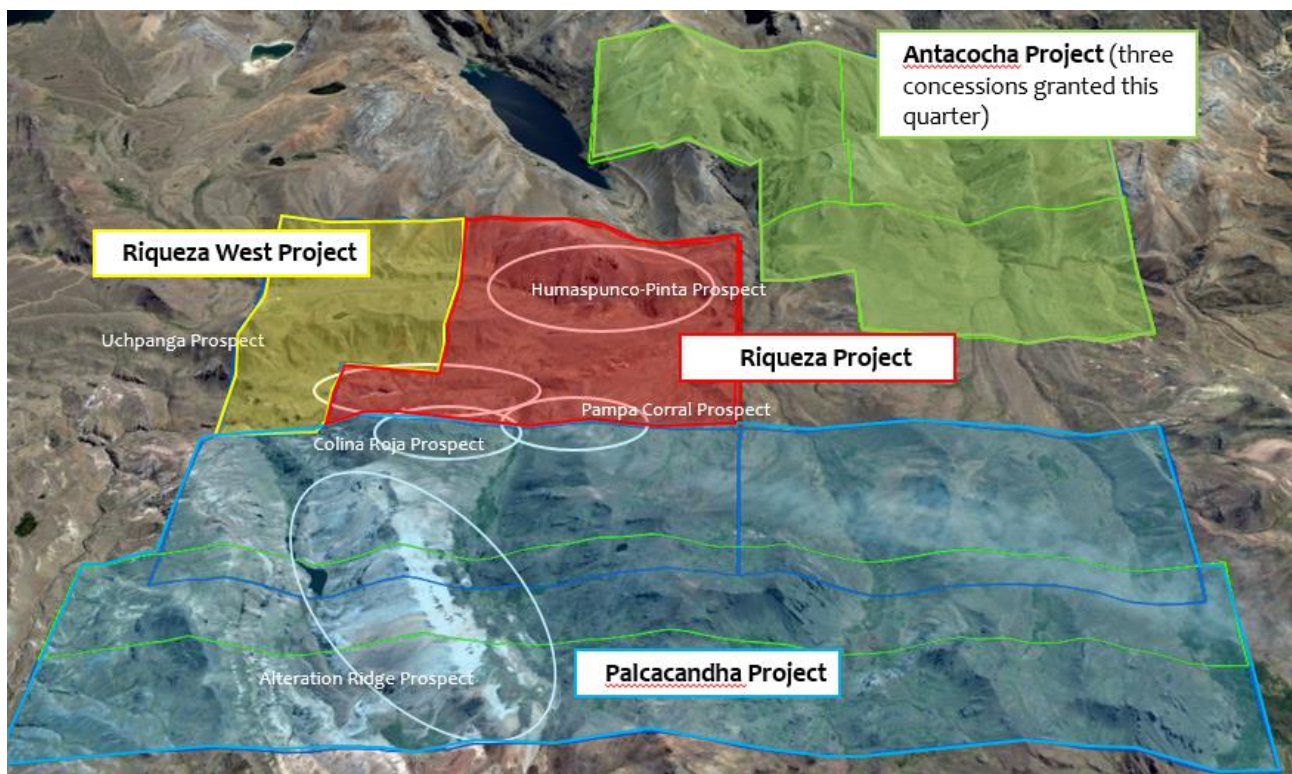 Antacocha Project (three
concessions granted this
quarter)
Riqueza West Project
Humaspunco-Pinta Prospect
Uchpanga Prospect
Riqueza Project
Pampa Corral Prospect
Colina Roja Prospect
Palcacandha Project
Alteration Ridge Prospect